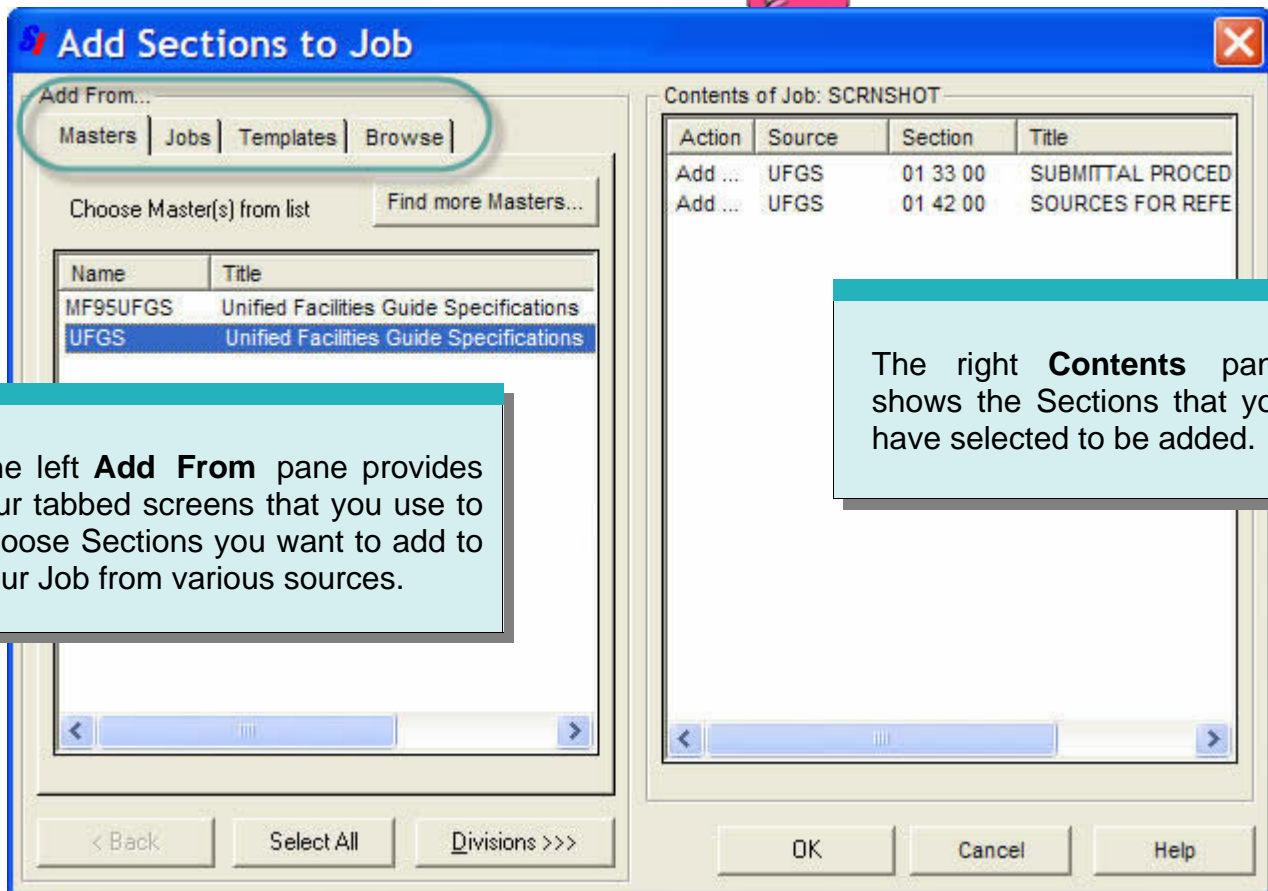 Add Sections to Job
Add From...
Masters Jobs Templates Browse
Choose Master(s) from list
Find more Masters...
Name Title
MF95UFGS Unified Facilities Guide Specifications
UFGS Unified Facilities Guide Specifications
he left Add From pane provides
ur tabbed screens that you use to
oose Sections you want to add to
ur Job from various sources.
< Back Select All Divisions >>>
Contents of Job: SCRNSHOT
Action Source Section Title
Add ... UFGS 01 33 00 SUBMITTAL PROCED
Add ... UFGS 01 42 00 SOURCES FOR REFE
The right Contents pan
shows the Sections that yo
have selected to be added.
OK Cancel Help